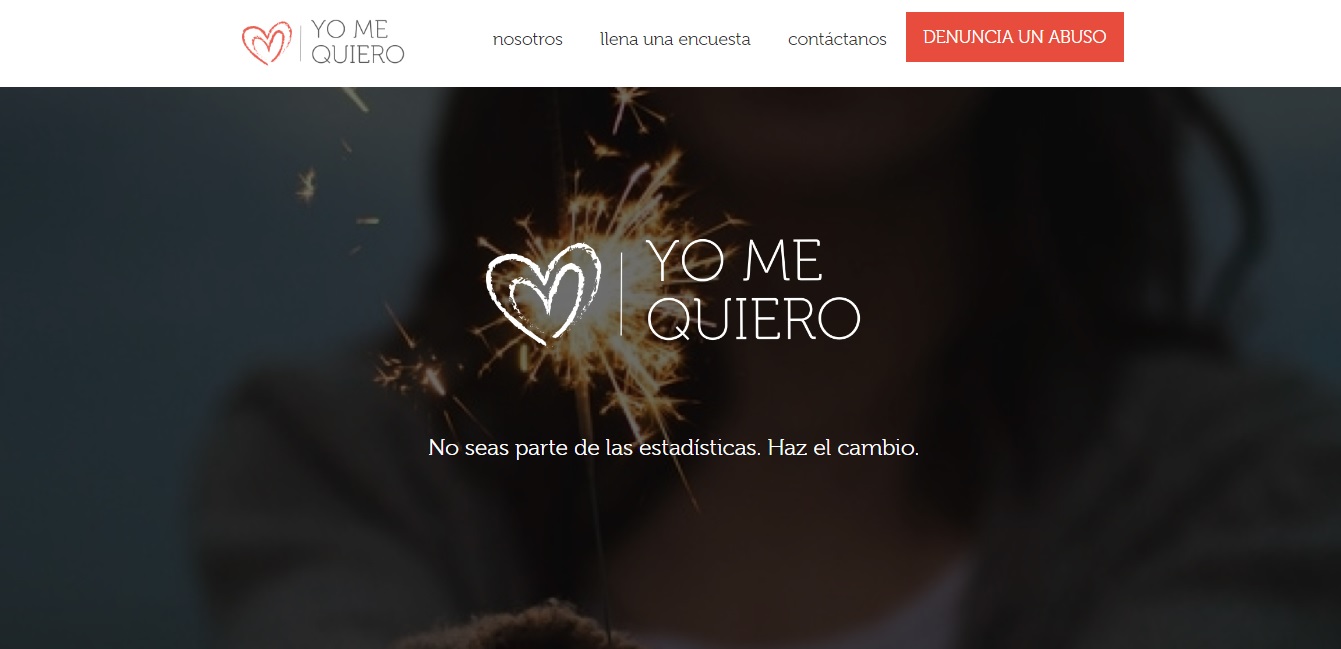 YO ME
QUIERO
nosotros
llena una encuesta
contáctanos
DENUNCIA UN ABUSO
YO ME
QUIERO
No seas parte de las estadísticas. Haz el cambio.